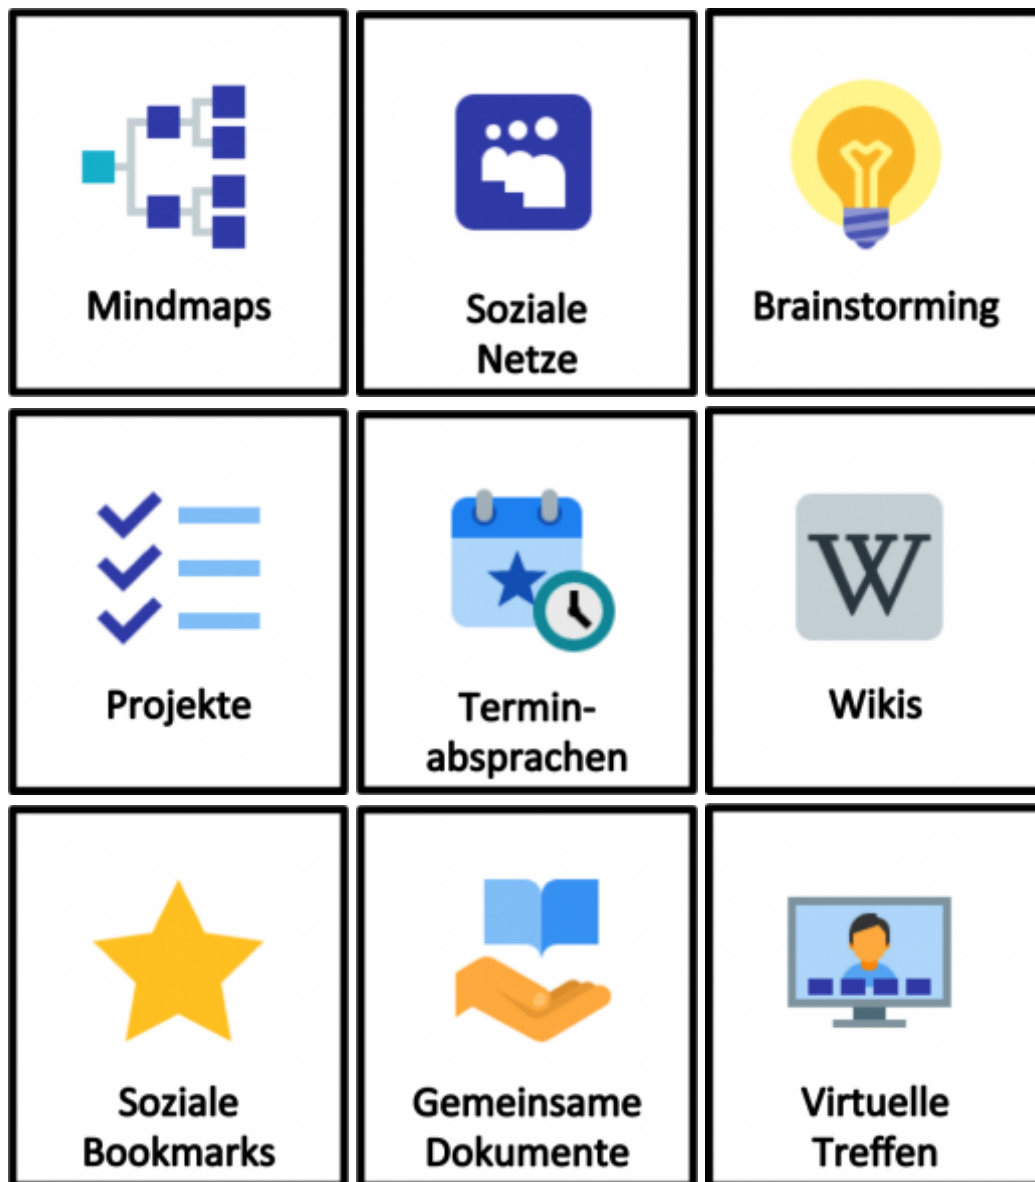 Mindmaps
Soziale
Netze
Brainstorming
Projekte
Termin-
absprachen
W
Wikis
Soziale
Bookmarks
Gemeinsame
Dokumente
Virtuelle
Treffen